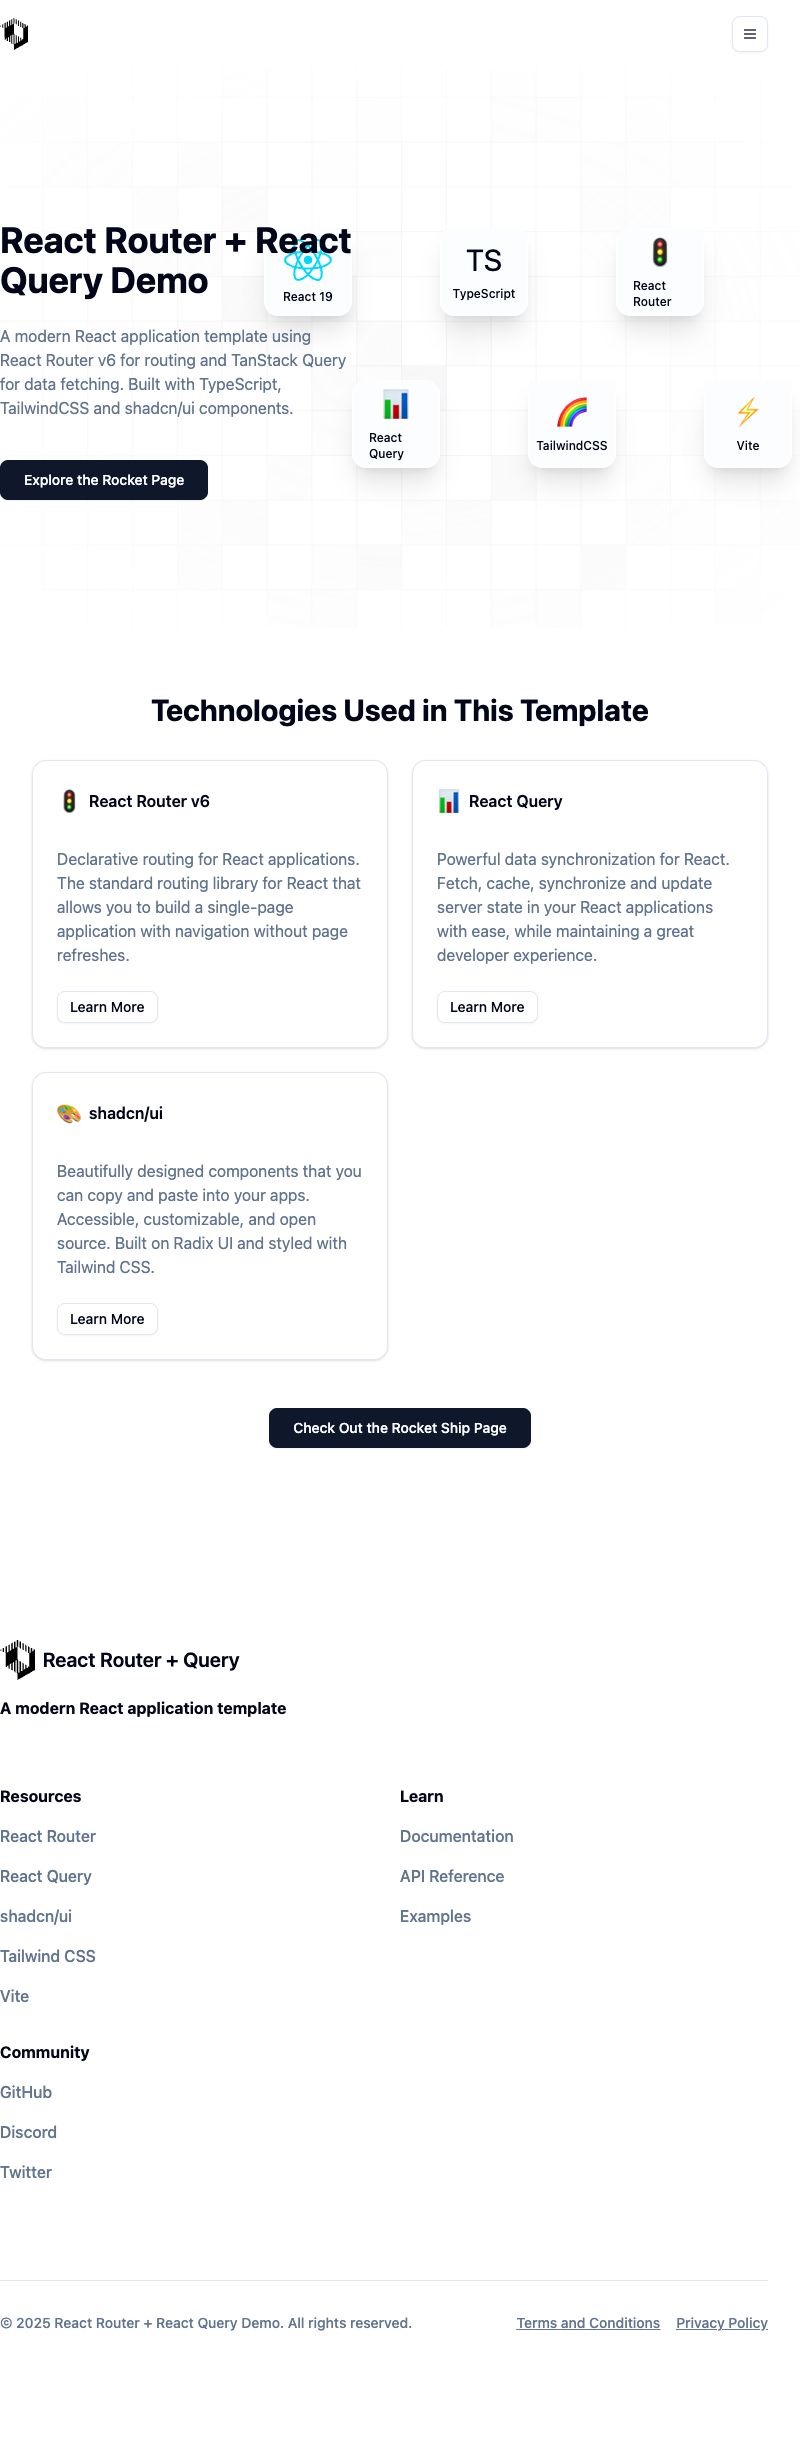 React Router + React
Query Demo
A modern React application template using
React Router v6 for routing and TanStack Query
for data fetching. Built with TypeScript,
TailwindCSS and shadcn/ui components.
Explore the Rocket Page
React 19
TS
TypeScript
React
Router
React
Query
TailwindCSS
Vite
Technologies Used in This Template
React Router v6
Declarative routing for React applications.
The standard routing library for React that
allows you to build a single-page
application with navigation without page
refreshes.
Learn More
React Query
Powerful data synchronization for React.
Fetch, cache, synchronize and update
server state in your React applications
with ease, while maintaining a great
developer experience.
Learn More
shadcn/ui
Beautifully designed components that you
can copy and paste into your apps.
Accessible, customizable, and open
source. Built on Radix UI and styled with
Tailwind CSS.
Learn More
Check Out the Rocket Ship Page
React Router + Query
A modern React application template
Resources
React Router
React Query
shadcn/ui
Tailwind CSS
Vite
Learn
Documentation
API Reference
Examples
Community
GitHub
Discord
Twitter
© 2025 React Router + React Query Demo. All rights reserved.
Terms and Conditions
Privacy Policy